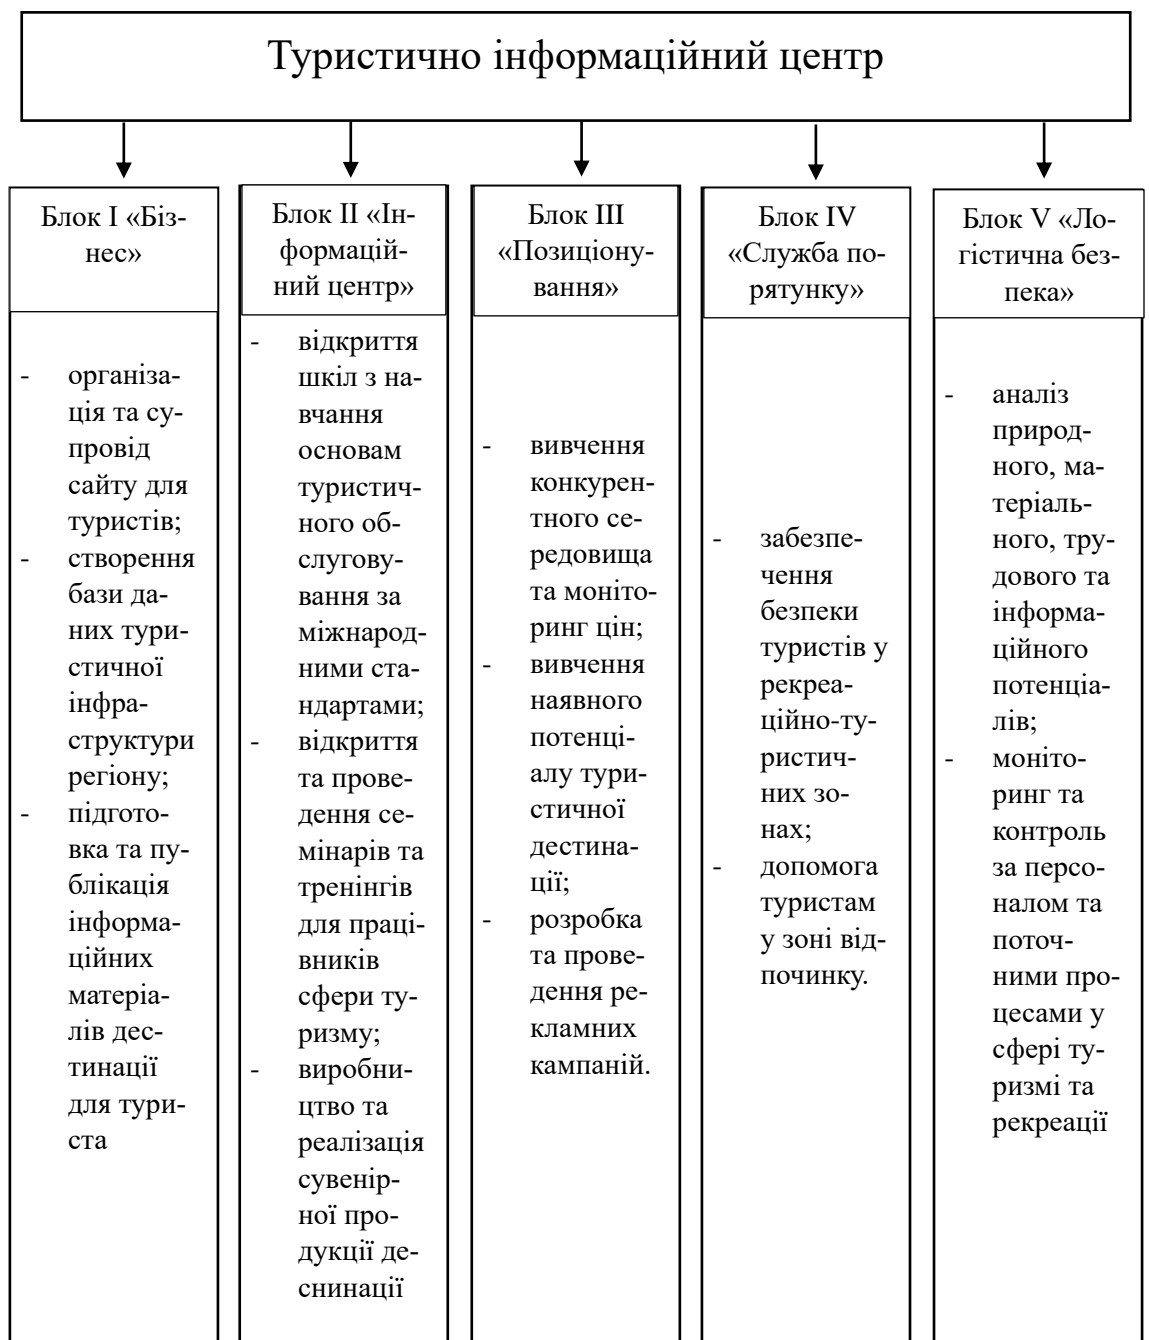 Туристично інформаційний центр
Блок I «Біз-
нес»
- організа-
ція та су-
провід
сайту для
туристів;
- створення
бази да-
них тури-
стичної
інфра-
структури
регіону;
- підгото-
вка та пу-
блікація
інформа-
ційних
матеріа-
лів дес-
тинації
для тури-
ста
Блок II «Ін-
формацій-
ний центр»
- відкриття
шкіл з на-
вчання
основам
туристич-
ного об-
слугову-
вання за
міжнарод-
ними ста-
ндартами;
- відкриття
та прове-
дення се-
мінарів та
тренінгів
для праці-
вників
сфери ту-
ризму;
- виробни-
цтво та
реалізація
сувенір-
ної про-
дукції де-
снинації
Блок III
«Позиціону-
вання»
- вивчення
конкурен-
тного се-
редовища
та моніто-
ринг цін;
- вивчення
наявного
потенці-
алу тури-
стичної
дестина-
ції;
- розробка
та прове-
дення ре-
кламних
кампаній.
Блок IV
«Служба по-
рятунку»
- забезпе-
чення
безпеки
туристів у
рекреа-
ційно-ту-
ристич-
них зо-
нах;
- допомога
туристам
у зоні від-
починку.
Блок V «Ло-
гістична без-
пека»
- аналіз
природ-
ного, ма-
теріаль-
ного, тру-
дового та
інформа-
ційного
потенціа-
лів;
- моніто-
ринг та
контроль
за персо-
налом та
поточ-
ними про-
цесами у
сфері ту-
ризмі та
рекреації